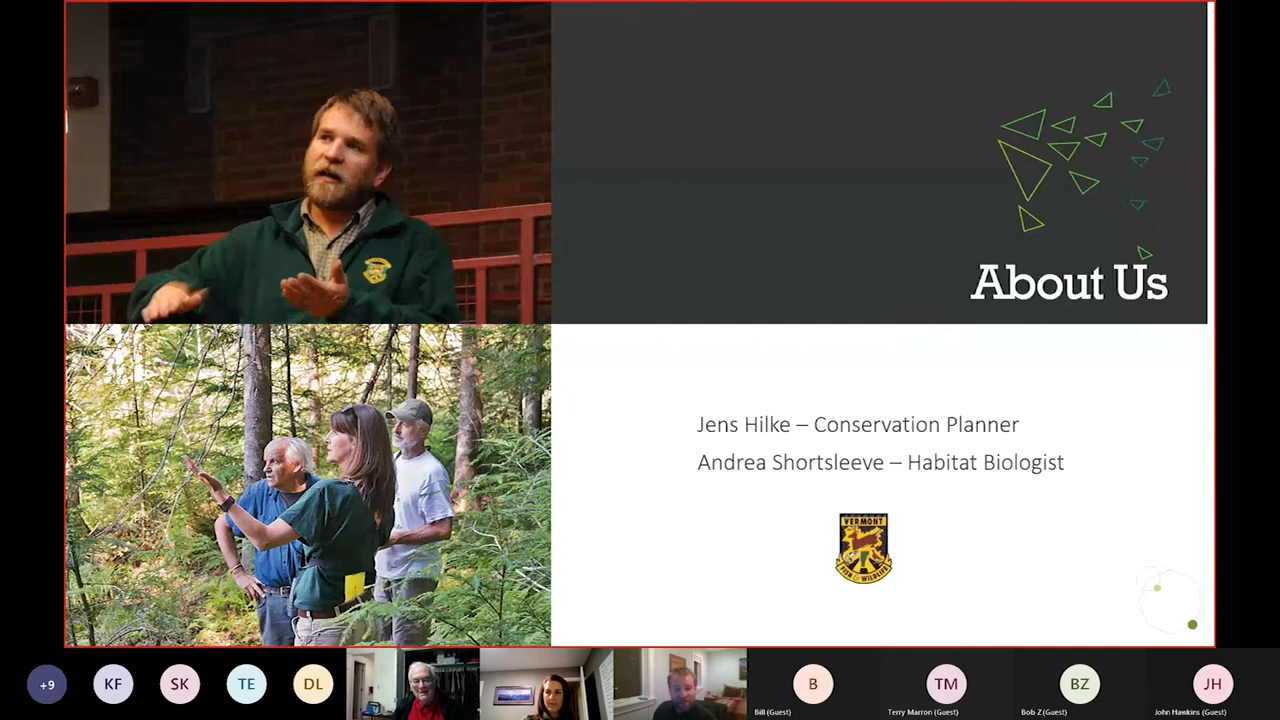 About Us
Jens Hilke – Conservation Planner
Andrea Shortsleeve – Habitat Biologist
VERMONT
FISH & WILDLIFE
+9
KF
SK
TE
DL
B
TM
BZ
JH
Bill (Guest)
Terry Marron (Guest)
Bob Z (Guest)
John Hawkins (Guest)